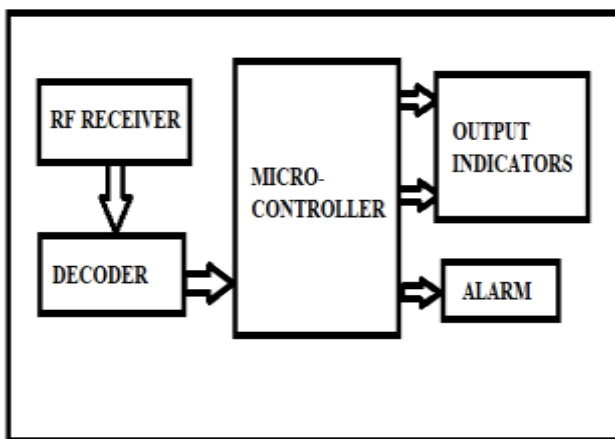 RF RECEIVER
DECODER
MICRO-
CONTROLLER
OUTPUT
INDICATORS
ALARM